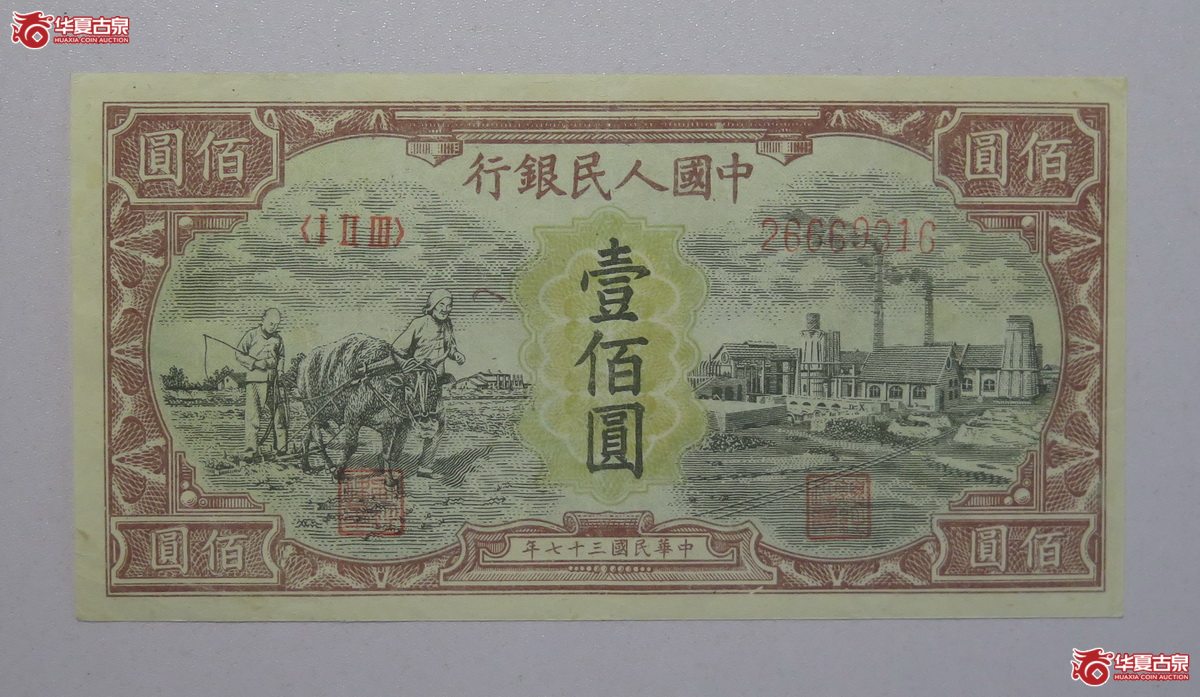 华夏古泉
HUAXIA COIN AUCTION
圓佰
圓佰
行銀民人國中
〈I II III〉
26669316
壹佰圓
年七十三國民華中
圓佰
圓佰
华夏古泉
HUAXIA COIN AUCTION